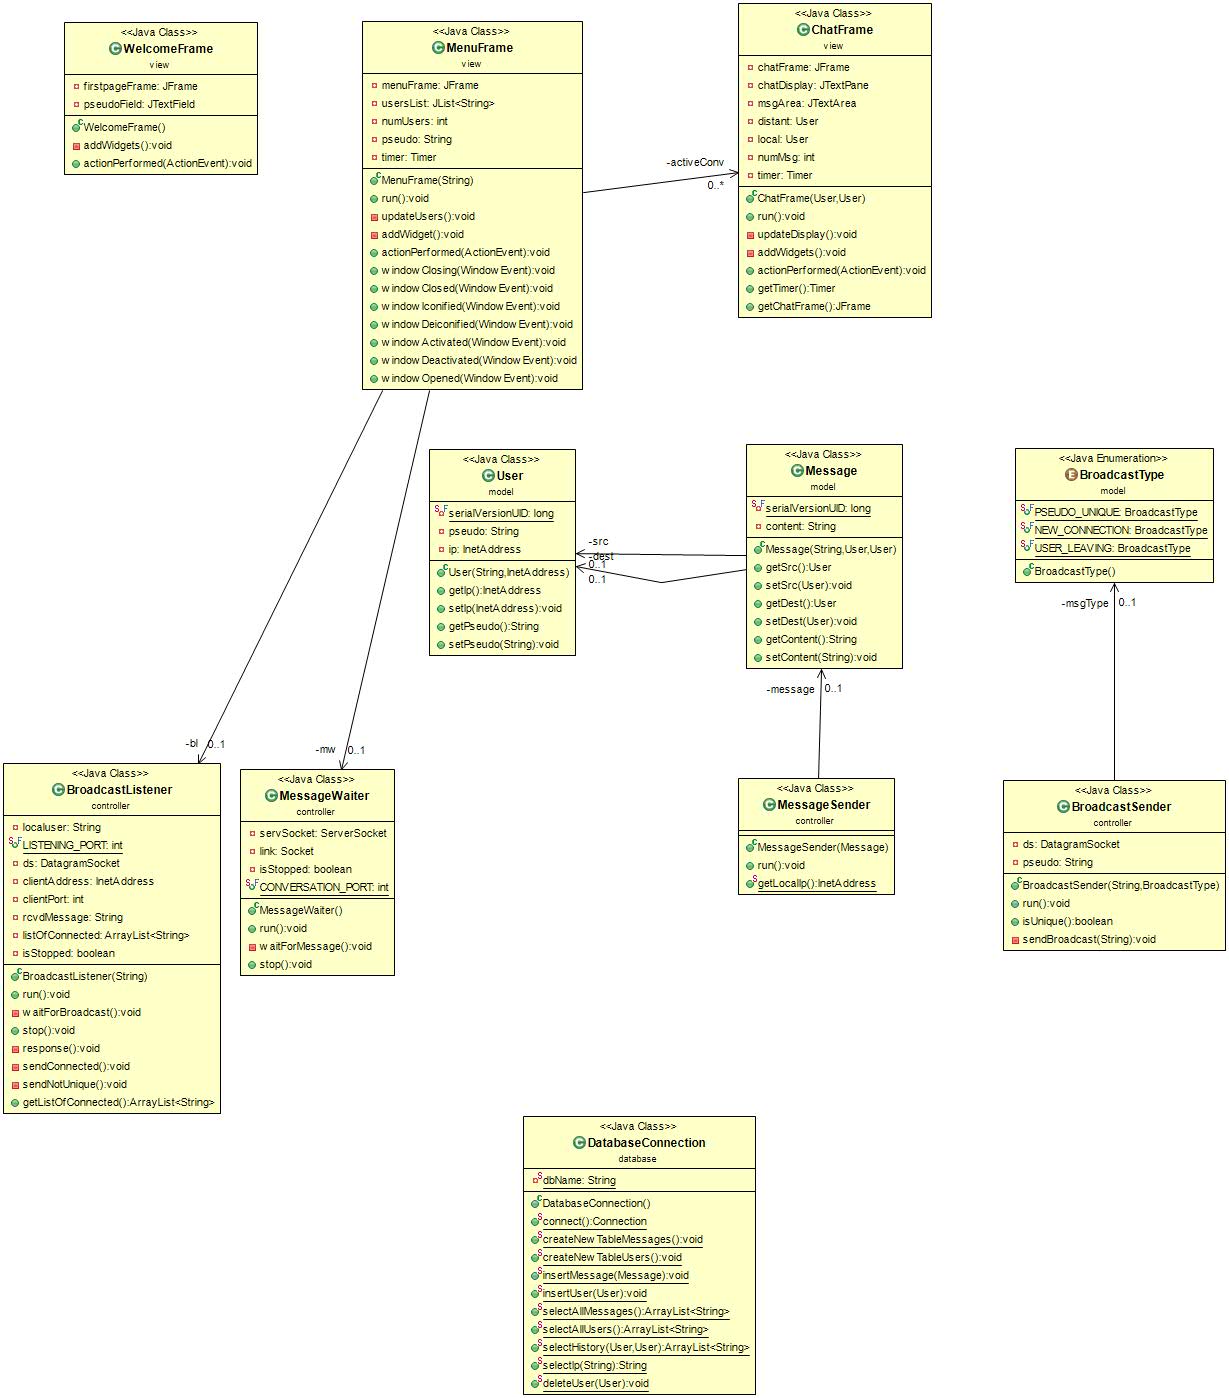 <<Java Class>>
WelcomeFrame
view
firstpageFrame: JFrame
pseudoField: JTextField
WelcomeFrame()
addWidgets():void
actionPerformed(ActionEvent):void
<<Java Class>>
MenuFrame
view
menuFrame: JFrame
usersList: JList<String>
numUsers: int
pseudo: String
timer: Timer
MenuFrame(String)
run():void
updateUsers():void
addWidget():void
actionPerformed(ActionEvent):void
windowClosing(WindowEvent):void
windowClosed(WindowEvent):void
windowIconified(WindowEvent):void
windowDeiconified(WindowEvent):void
windowActivated(WindowEvent):void
windowDeactivated(WindowEvent):void
windowOpened(WindowEvent):void
-activeConv
0..*
<<Java Class>>
ChatFrame
view
chatFrame: JFrame
chatDisplay: JTextPane
msgArea: JTextArea
distant: User
local: User
numMsg: int
timer: Timer
ChatFrame(User,User)
run():void
updateDisplay():void
addWidgets():void
actionPerformed(ActionEvent):void
getTimer():Timer
getChatFrame():JFrame
<<Java Class>>
User
model
serialVersionUID: long
pseudo: String
ip: InetAddress
User(String,InetAddress)
getIp():InetAddress
setIp(InetAddress):void
getPseudo():String
setPseudo(String):void
-src
-dest
0..1
0..1
<<Java Class>>
Message
model
serialVersionUID: long
content: String
Message(String,User,User)
getSrc():User
setSrc(User):void
getDest():User
setDest(User):void
getContent():String
setContent(String):void
<<Java Enumeration>>
BroadcastType
model
PSEUDO_UNIQUE: BroadcastType
NEW_CONNECTION: BroadcastType
USER_LEAVING: BroadcastType
BroadcastType()
-msgType 0..1
-message 0..1
-bl 0..1
-mw 0..1
<<Java Class>>
BroadcastListener
controller
localuser: String
LISTENING_PORT: int
ds: DatagramSocket
clientAddress: InetAddress
clientPort: int
rcvdMessage: String
listOfConnected: ArrayList<String>
isStopped: boolean
BroadcastListener(String)
run():void
waitForBroadcast():void
stop():void
response():void
sendConnected():void
sendNotUnique():void
getListOfConnected():ArrayList<String>
<<Java Class>>
MessageWaiter
controller
servSocket: ServerSocket
link: Socket
isStopped: boolean
CONVERSATION_PORT: int
MessageWaiter()
run():void
waitForMessage():void
stop():void
<<Java Class>>
MessageSender
controller
MessageSender(Message)
run():void
getLocalIp():InetAddress
<<Java Class>>
BroadcastSender
controller
ds: DatagramSocket
pseudo: String
BroadcastSender(String,BroadcastType)
run():void
isUnique():boolean
sendBroadcast(String):void
<<Java Class>>
DatabaseConnection
database
dbName: String
DatabaseConnection()
connect():Connection
createNewTableMessages():void
createNewTableUsers():void
insertMessage(Message):void
insertUser(User):void
selectAllMessages():ArrayList<String>
selectAllUsers():ArrayList<String>
selectHistory(User,User):ArrayList<String>
selectIp(String):String
deleteUser(User):void